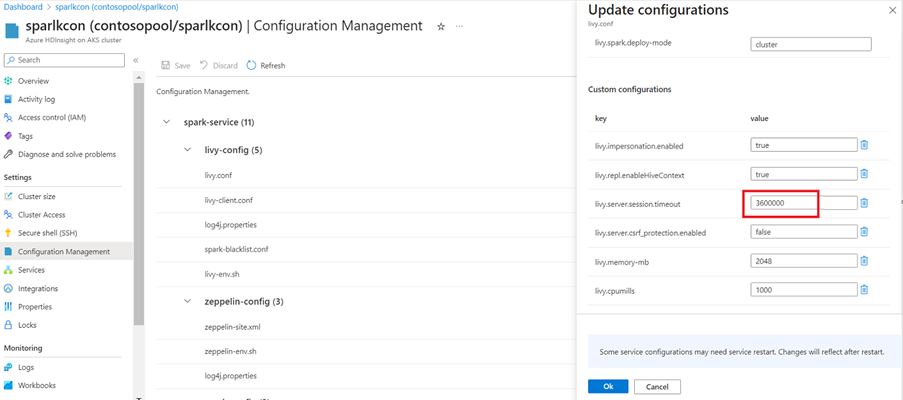 Dashboard > sparlkcon (contosopool/sparlkcon)
sparlkcon (contosopool/sparlkcon) | Configuration Management ☆ ...
Azure HDInsight on AKS cluster
Search
«
Overview
Activity log
Access control (IAM)
Tags
Diagnose and solve problems
Settings
Cluster size
Cluster Access
Secure shell (SSH)
Configuration Management
Services
Integrations
Properties
Locks
Monitoring
Logs
Workbooks
Save Discard Refresh
Configuration Management.
spark-service (11)
livy-config (5)
livy.conf
livy-client.conf
log4j.properties
spark-blacklist.conf
livy-env.sh
zeppelin-config (3)
zeppelin-site.xml
zeppelin-env.sh
log4j.properties
Update configurations
livy.conf
livy.spark.deploy-mode cluster
Custom configurations
key value
livy.impersonation.enabled true
livy.repl.enableHiveContext true
livy.server.session.timeout 3600000
livy.server.csrf_protection.enabled false
livy.memory-mb 2048
livy.cpumills 1000
Some service configurations may need service restart. Changes will reflect after restart.
Ok Cancel